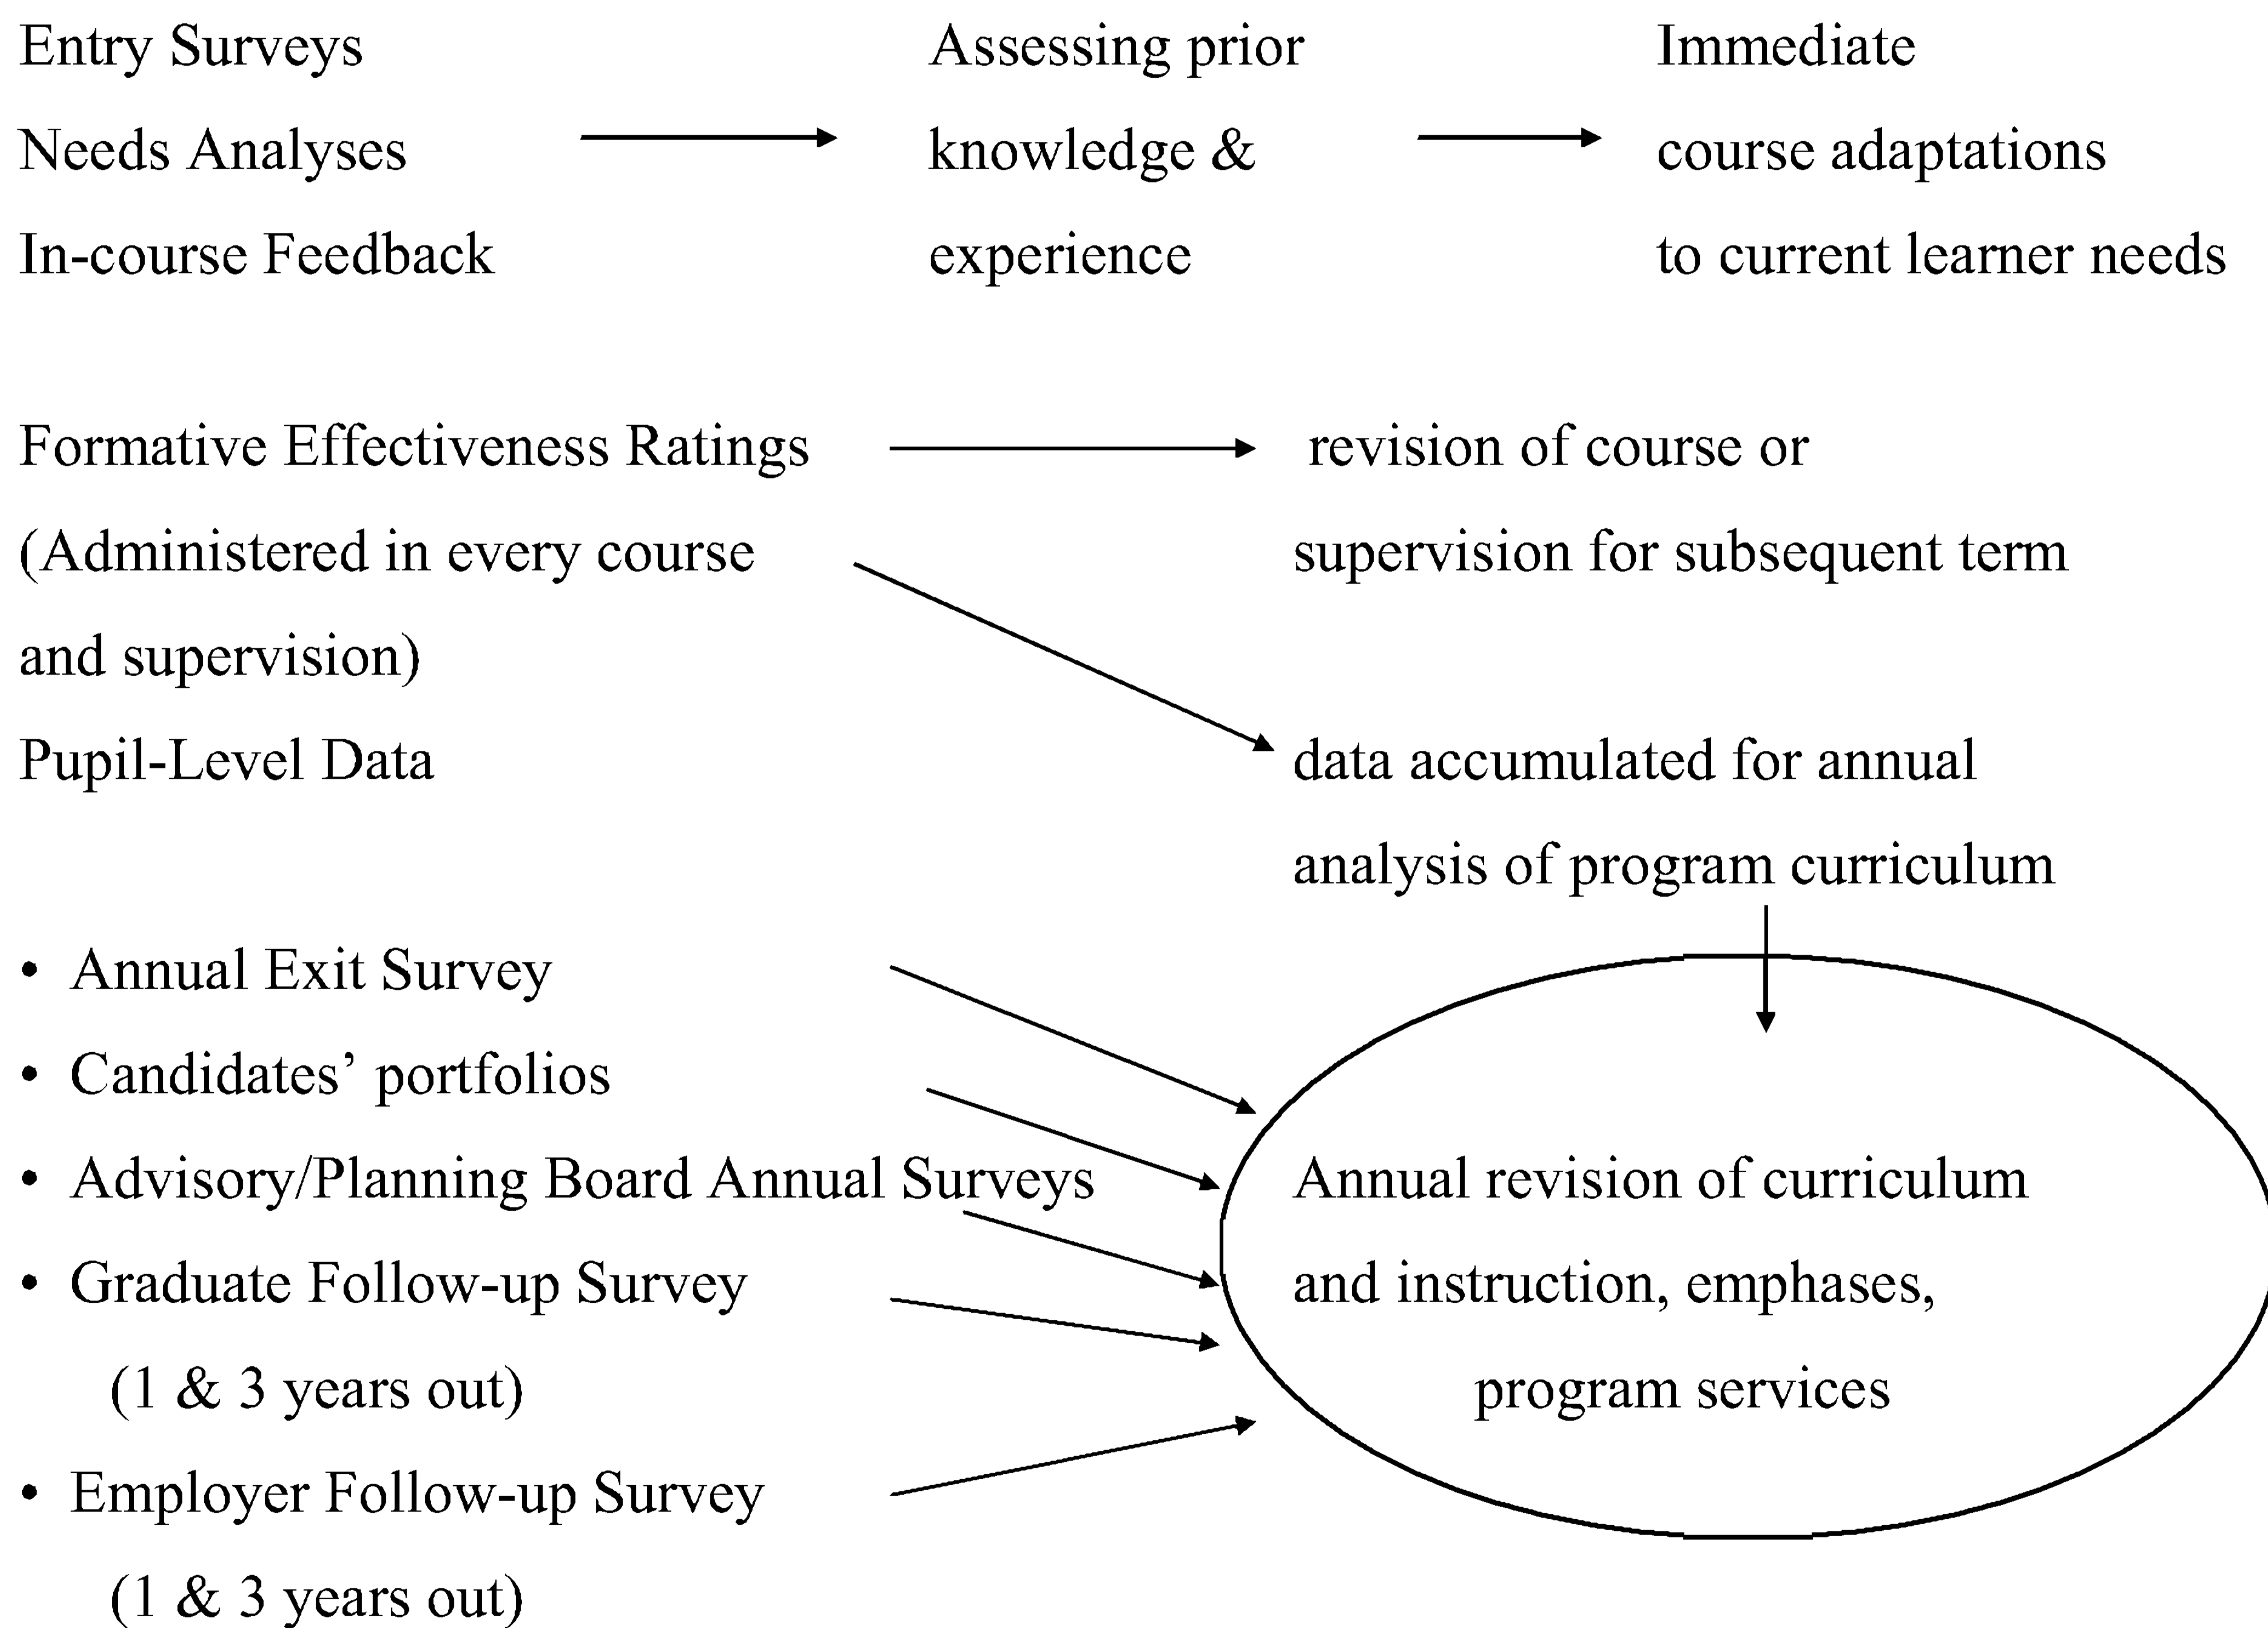 Entry Surveys
Needs Analyses
In-course Feedback
Assessing prior
knowledge &
experience
Immediate
course adaptations
to current learner needs
Formative Effectiveness Ratings
(Administered in every course
and supervision)
Pupil-Level Data
revision of course or
supervision for subsequent term
data accumulated for annual
analysis of program curriculum
• Annual Exit Survey
• Candidates’ portfolios
• Advisory/Planning Board Annual Surveys
• Graduate Follow-up Survey
(1 & 3 years out)
• Employer Follow-up Survey
(1 & 3 years out)
Annual revision of curriculum
and instruction, emphases,
program services